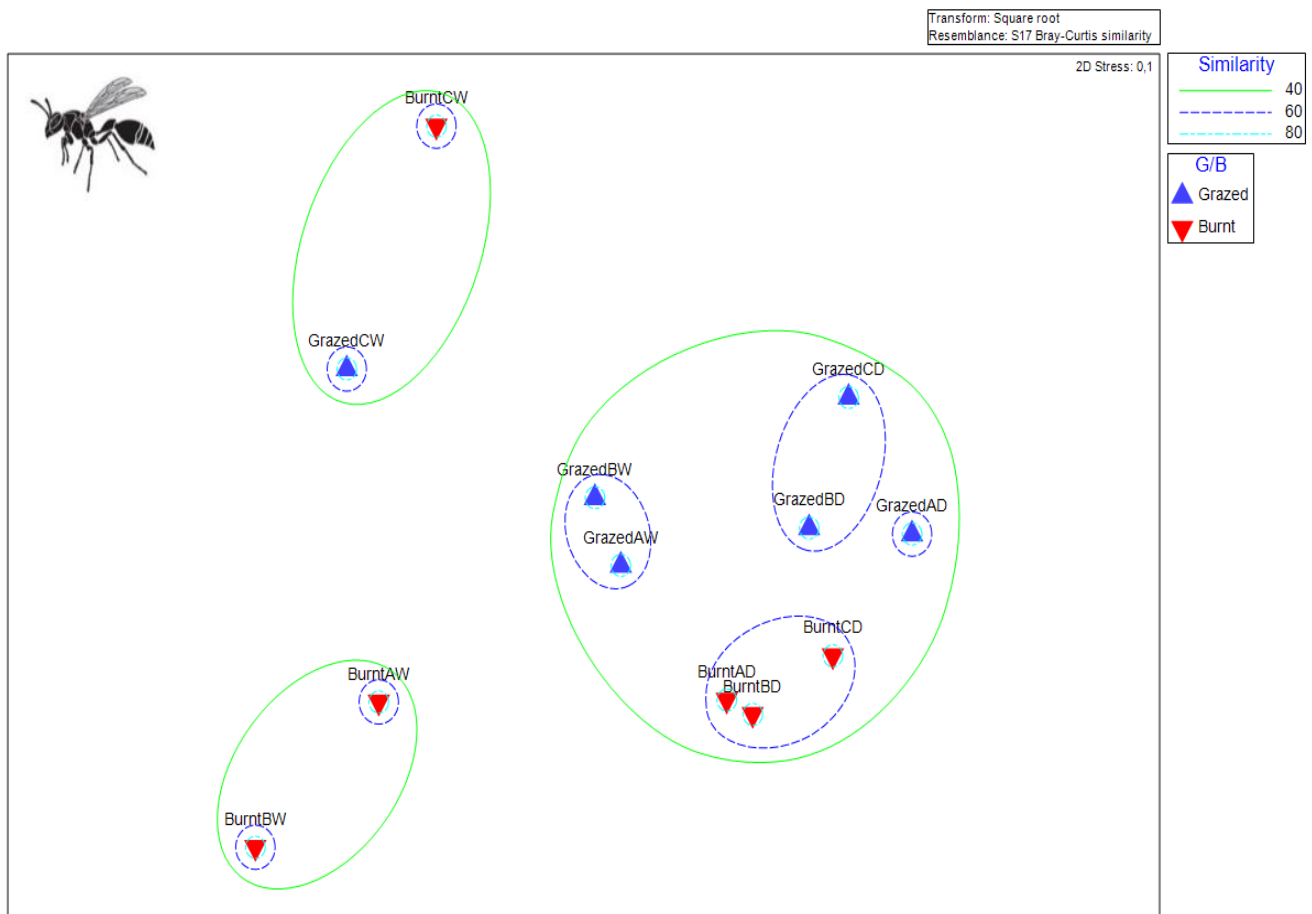 Transform: Square root
Resemblance: S17 Bray-Curtis similarity
2D Stress: 0,1
Similarity
40
60
80
G/B
Grazed
Burnt
BurntCW
GrazedCW
GrazedCD
GrazedBW
GrazedBD
GrazedAD
GrazedAW
BurntCD
BurntAD
BurntBD
BurntAW
BurntBW